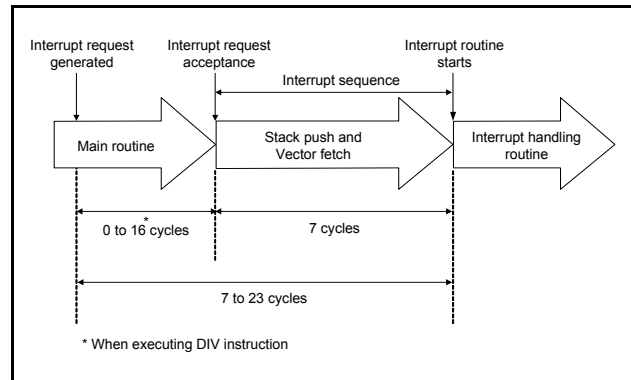 Interrupt request
generated
Interrupt request
acceptance
Interrupt routine
starts
Interrupt sequence
Main routine
Stack push and
Vector fetch
Interrupt handling
routine
*
0 to 16 cycles
7 cycles
7 to 23 cycles
* When executing DIV instruction